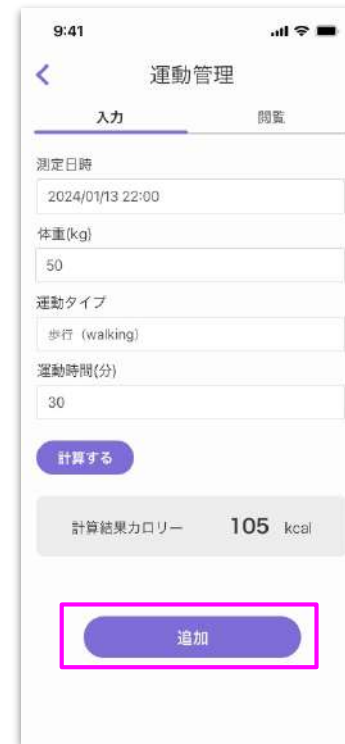 9:41
運動管理
入力 閲覧
測定日時
2024/01/13 22:00
体重(kg)
50
運動タイプ
歩行（walking）
運動時間(分)
30
計算する
計算結果カロリー 105 kcal
追加